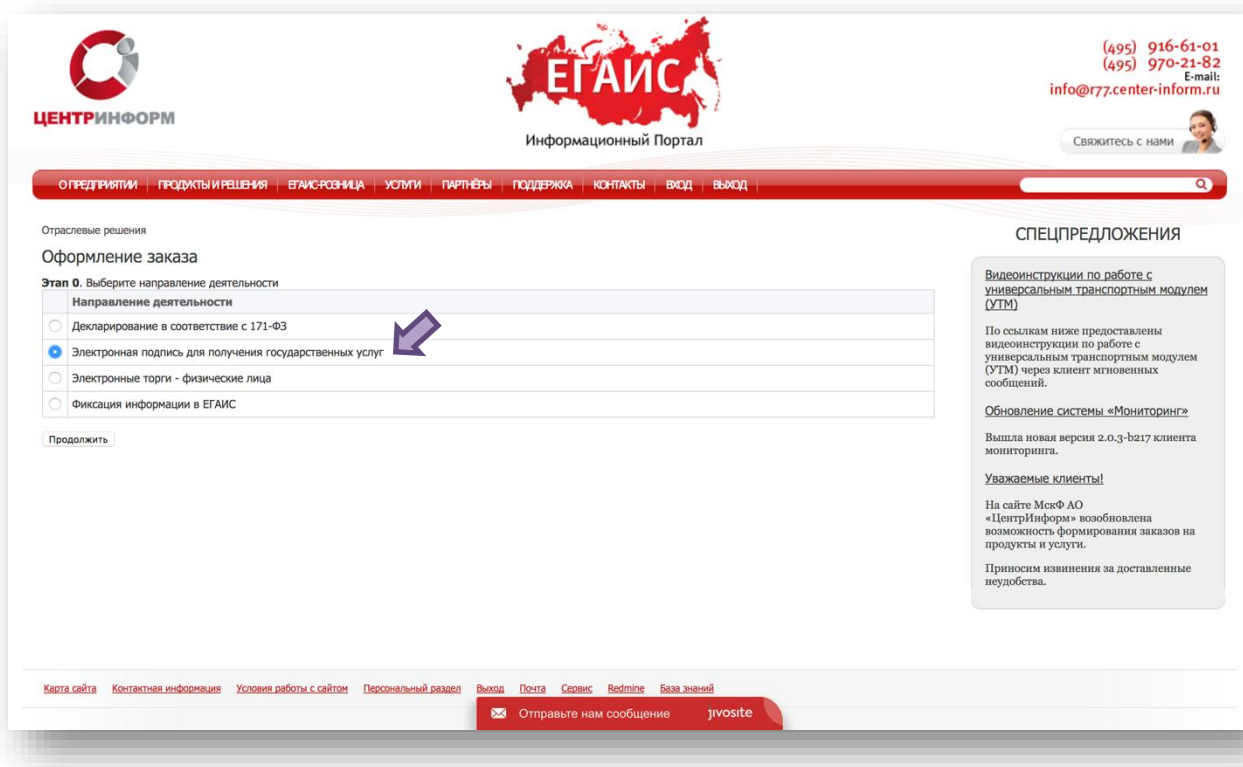 ЦЕНТРИНФОРМ
ЕГАИС
Информационный Портал
(495) 916-61-01
(495) 970-21-82
E-mail:
info@r77.center-inform.ru
Свяжитесь с нами
О ПРЕДПРИЯТИИ ПРОДУКТЫ И РЕШЕНИЯ ЕГАИС-РОЗНИЦА УСЛУГИ ПАРТНЁРЫ ПОДДЕРЖКА КОНТАКТЫ ВХОД ВЫХОД
Отраслевые решения
Оформление заказа
Этап 0. Выберите направление деятельности
Направление деятельности
Декларирование в соответствие с 171-ФЗ
Электронная подпись для получения государственных услуг
Электронные торги - физические лица
Фиксация информации в ЕГАИС
Продолжить
СПЕЦПРЕДЛОЖЕНИЯ
Видеоинструкции по работе с
универсальным транспортным модулем
(УТМ)
По ссылкам ниже предоставлены
видеоинструкции по работе с
универсальным транспортным модулем
(УТМ) через клиент мгновенных
сообщений.
Обновление системы «Мониторинг»
Вышла новая версия 2.0.3-b217 клиента
мониторинга.
Уважаемые клиенты!
На сайте МскФ АО
«ЦентрИнформ» возобновлена
возможность формирования заказов на
продукты и услуги.
Приносим извинения за доставленные
неудобства.
Карта сайта Контактная информация Условия работы с сайтом Персональный раздел Выход Почта Сервис Redmine База знаний
Отправьте нам сообщение jivosite